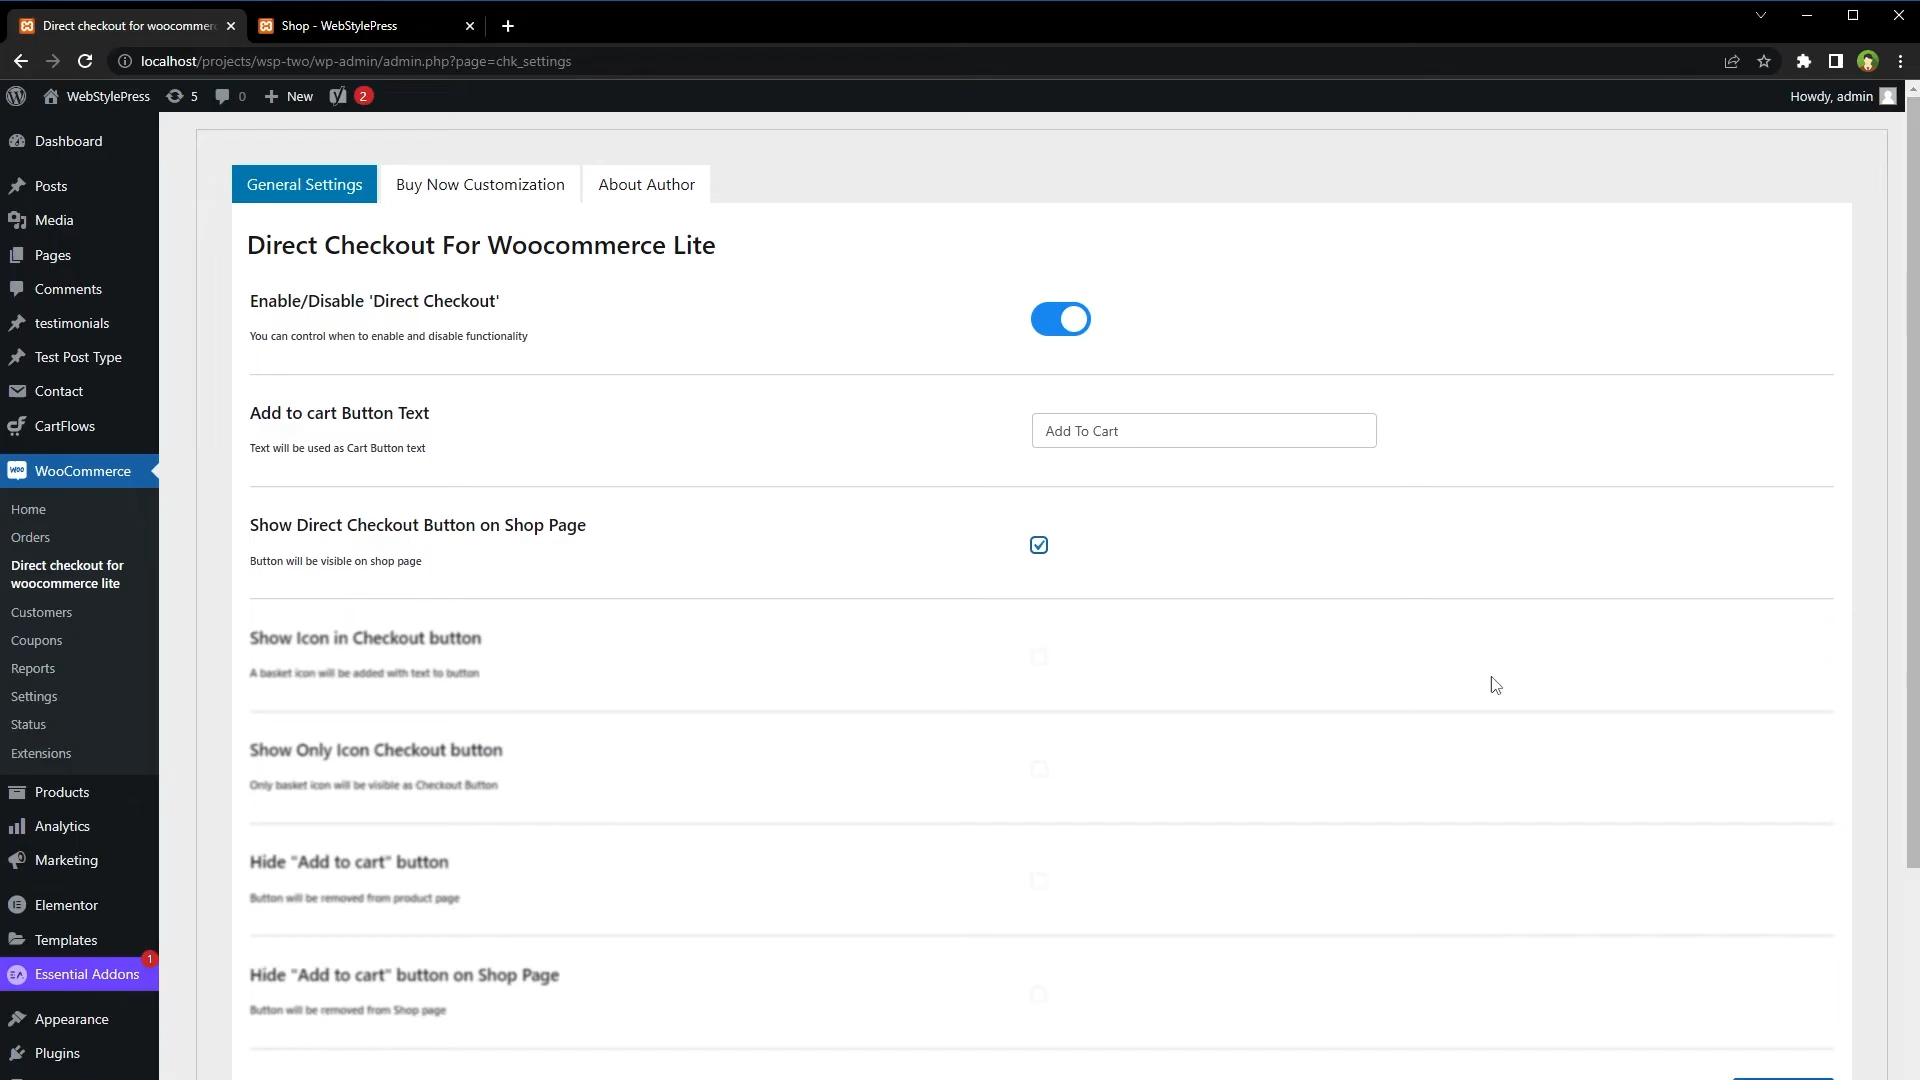 Direct checkout for woocommer
Shop - WebStylePress
localhost/projects/wsp-two/wp-admin/admin.php?page=chk_settings
WebStylePress
5
0
New
2
Howdy, admin
Dashboard
Posts
Media
Pages
Comments
testimonials
Test Post Type
Contact
CartFlows
Woo
WooCommerce
Home
Orders
Direct checkout for
woocommerce lite
Customers
Coupons
Reports
Settings
Status
Extensions
Products
Analytics
Marketing
Elementor
Templates
Essential Addons
1
Appearance
Plugins
General Settings
Buy Now Customization
About Author
Direct Checkout For Woocommerce Lite
Enable/Disable 'Direct Checkout'
You can control when to enable and disable functionality
Add to cart Button Text
Text will be used as Cart Button text
Add To Cart
Show Direct Checkout Button on Shop Page
Button will be visible on shop page
Show Icon in Checkout button
A basket icon will be added with text to button
Show Only Icon Checkout button
Only basket icon will be visible as Checkout Button
Hide "Add to cart" button
Button will be removed from product page
Hide "Add to cart" button on Shop Page
Button will be removed from Shop page